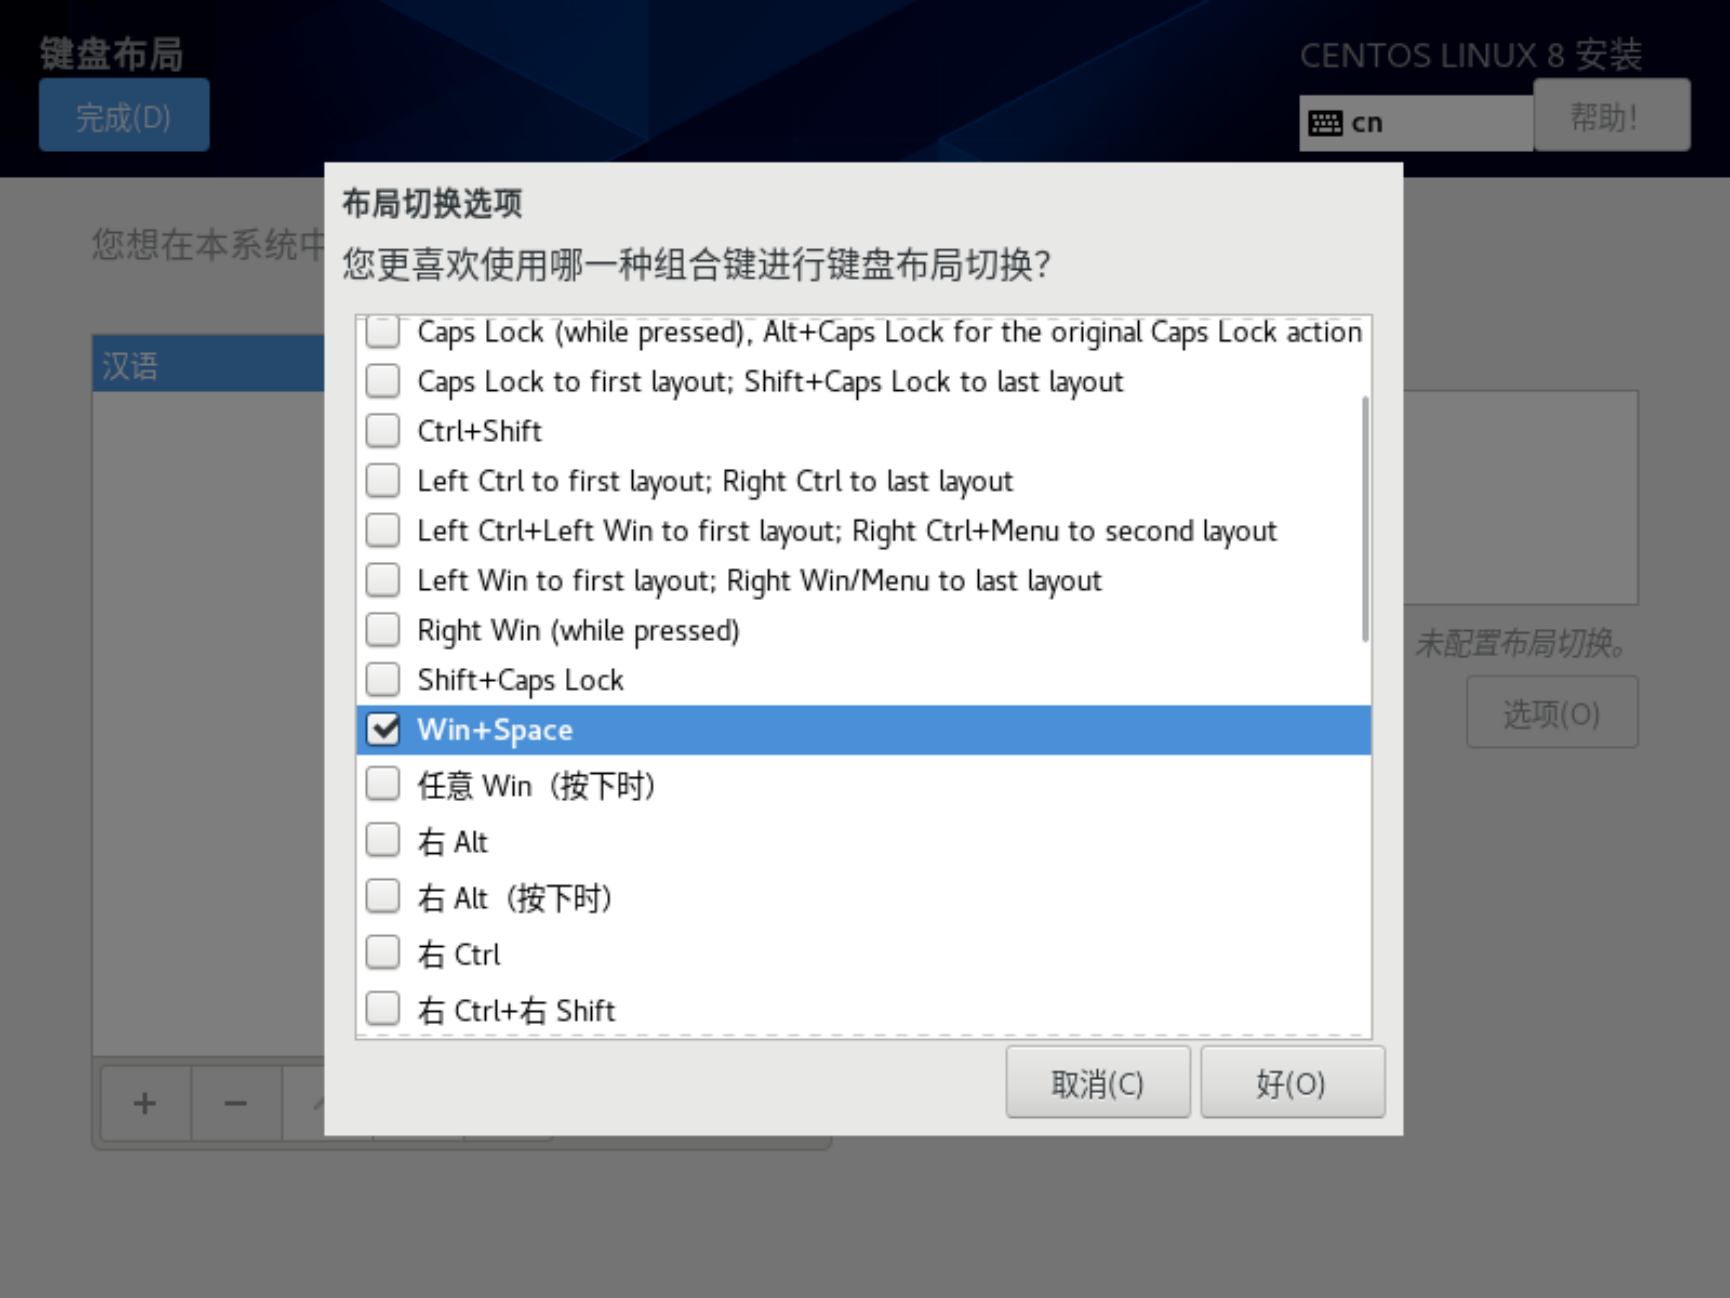 键盘布局
CENTOS LINUX 8 安装
完成(D)
cn
帮助！
布局切换选项
您想在本系统中
您更喜欢使用哪一种组合键进行键盘布局切换？
汉语
Caps Lock (while pressed), Alt+Caps Lock for the original Caps Lock action
Caps Lock to first layout; Shift+Caps Lock to last layout
Ctrl+Shift
Left Ctrl to first layout; Right Ctrl to last layout
Left Ctrl+Left Win to first layout; Right Ctrl+Menu to second layout
Left Win to first layout; Right Win/Menu to last layout
Right Win (while pressed)
Shift+Caps Lock
Win+Space
任意 Win（按下时）
右 Alt
右 Alt（按下时）
右 Ctrl
右 Ctrl+右 Shift
未配置布局切换。
选项(O)
取消(C)
好(O)